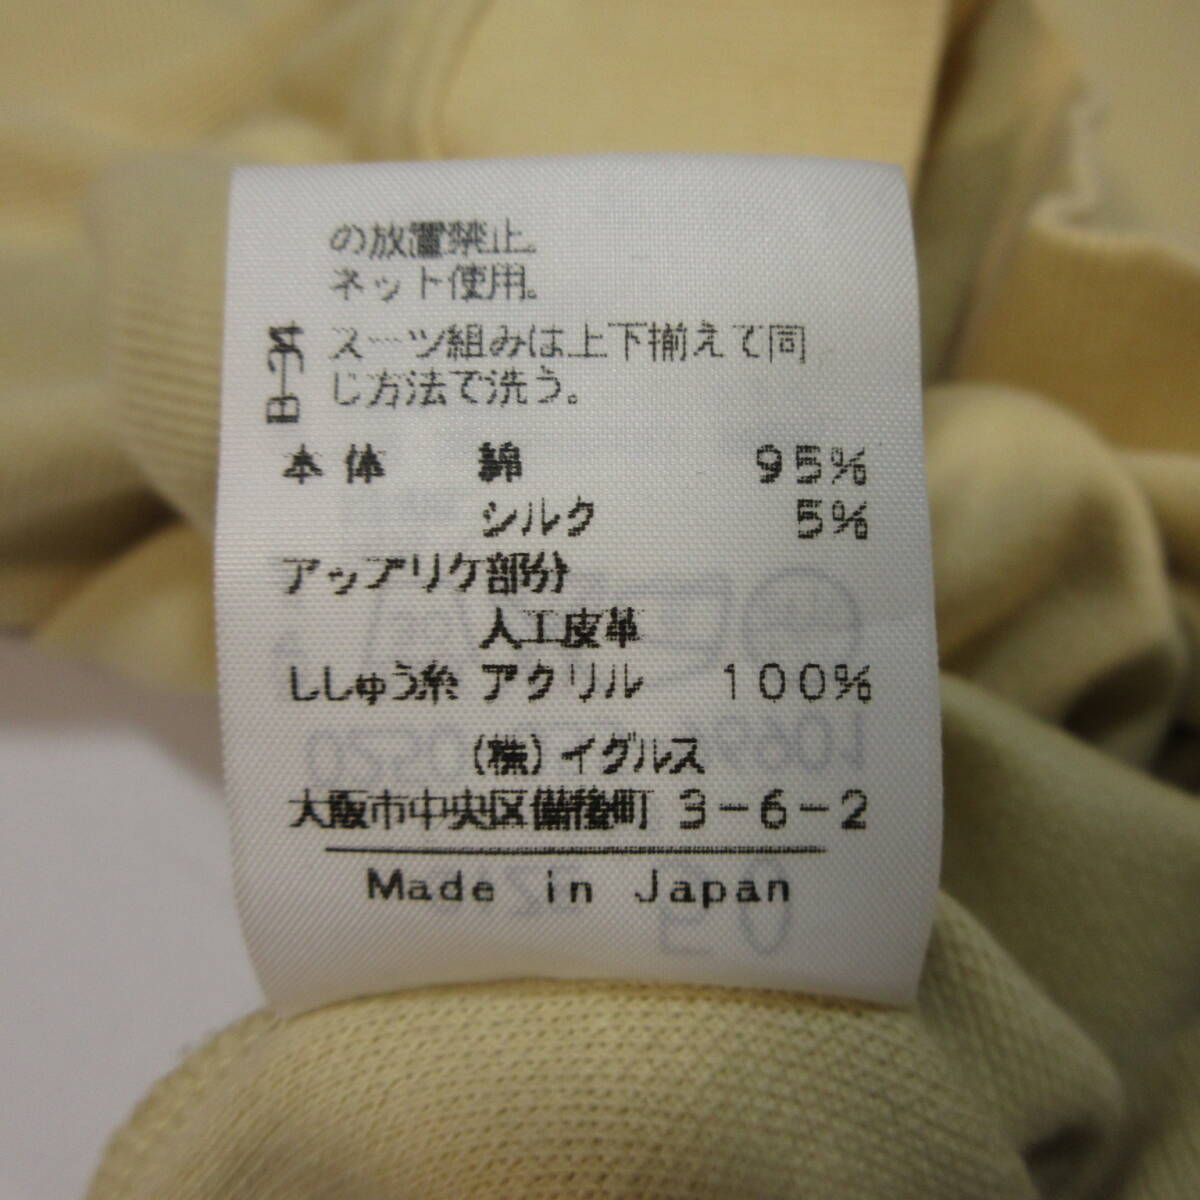 の放置禁止。
ネット使用。
スーツ組みは上下揃えて同
じ方法で洗う。
本体 綿 95%
シルク 5%
アップリケ部分
人工皮革
ししゅう糸 アクリル 100%
(株)イグルス
大阪市中央区備後町 3-6-2
Made in Japan